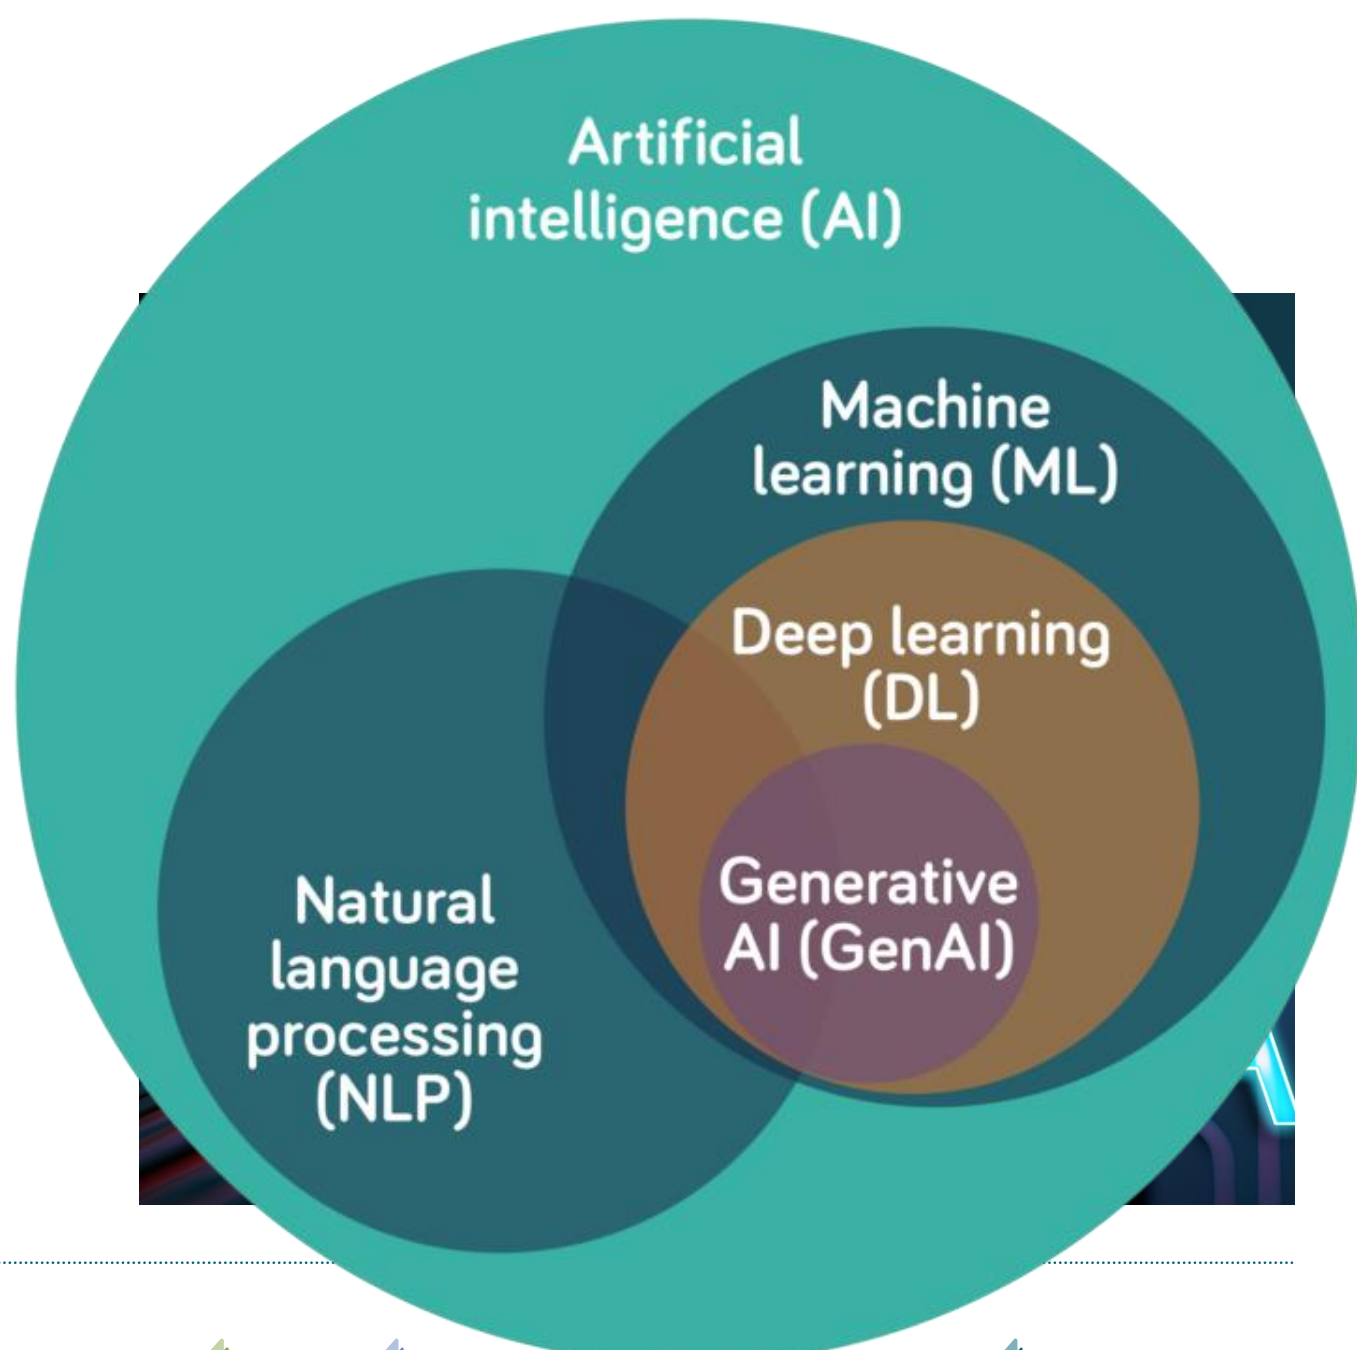 Artificial
intelligence (AI)
Machine
learning (ML)
Deep learning
(DL)
Generative
AI (GenAI)
Natural
language
processing
(NLP)